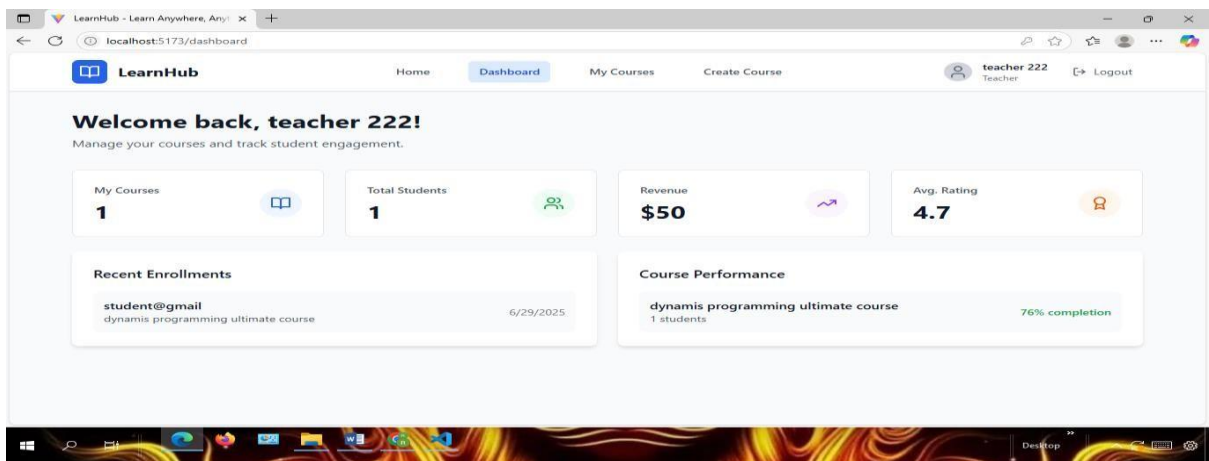 LearnHub - Learn Anywhere, Any
localhost:5173/dashboard
LearnHub
Home
Dashboard
My Courses
Create Course
teacher 222
Teacher
Logout
Welcome back, teacher 222!
Manage your courses and track student engagement.
My Courses
1
Total Students
1
Revenue
$50
Avg. Rating
4.7
Recent Enrollments
student@gmail
dynamis programming ultimate course
6/29/2025
Course Performance
dynamis programming ultimate course
1 students
76% completion
Desktop